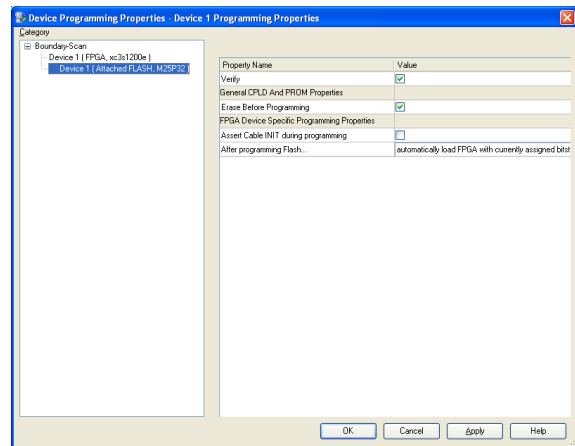 Device Programming Properties - Device 1 Programming Properties
Category
Boundary-Scan
Device 1 ( FPGA, xc3s1200e )
Device 1 ( Attached FLASH, M25P32 )
Property Name Value
Verify
General CPLD And PROM Properties
Erase Before Programming
FPGA Device Specific Programming Properties
Assert Cable INIT during programming
After programming Flash... automatically load FPGA with currently assigned bitst
OK Cancel Apply Help